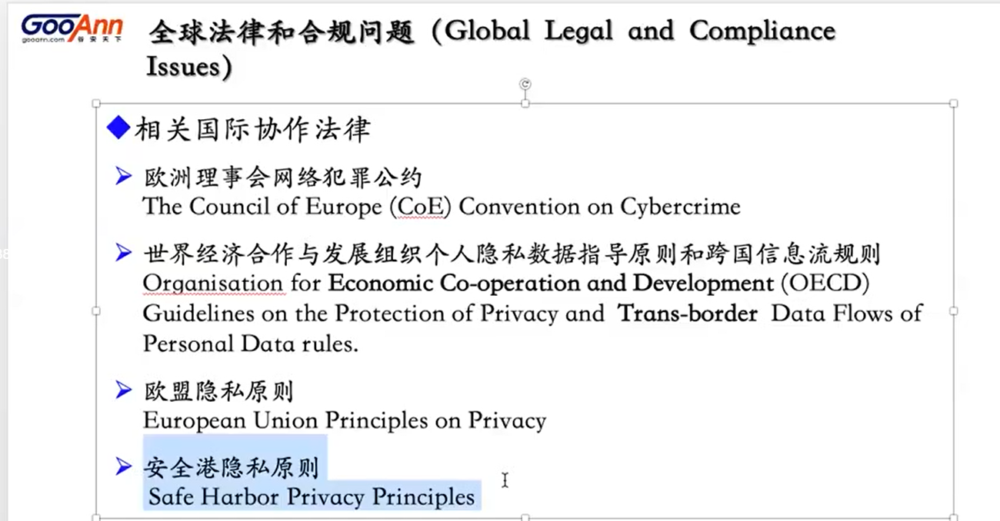 GooAnn
gooann.com 谷安天下
全球法律和合规问题 (Global Legal and Compliance
Issues)
相关国际协作法律
欧洲理事会网络犯罪公约
The Council of Europe (CoE) Convention on Cybercrime
世界经济合作与发展组织个人隐私数据指导原则和跨国信息流规则
Organisation for Economic Co-operation and Development (OECD)
Guidelines on the Protection of Privacy and Trans-border Data Flows of
Personal Data rules.
欧盟隐私原则
European Union Principles on Privacy
安全港隐私原则
Safe Harbor Privacy Principles